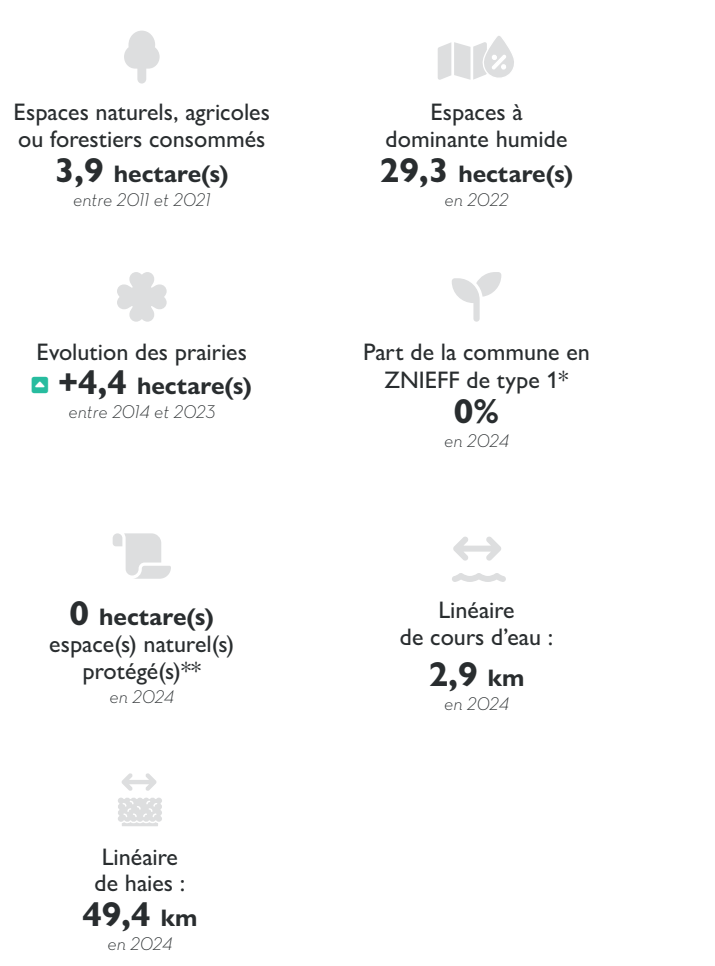 Espaces naturels, agricoles
ou forestiers consommés
3,9 hectare(s)
entre 2011 et 2021
Espaces à
dominante humide
29,3 hectare(s)
en 2022
Evolution des prairies
+4,4 hectare(s)
entre 2014 et 2023
Part de la commune en
ZNIEFF de type 1*
0%
en 2024
0 hectare(s)
espace(s) naturel(s)
protégé(s)**
en 2024
Linéaire
de cours d'eau :
2,9 km
en 2024
Linéaire
de haies :
49,4 km
en 2024